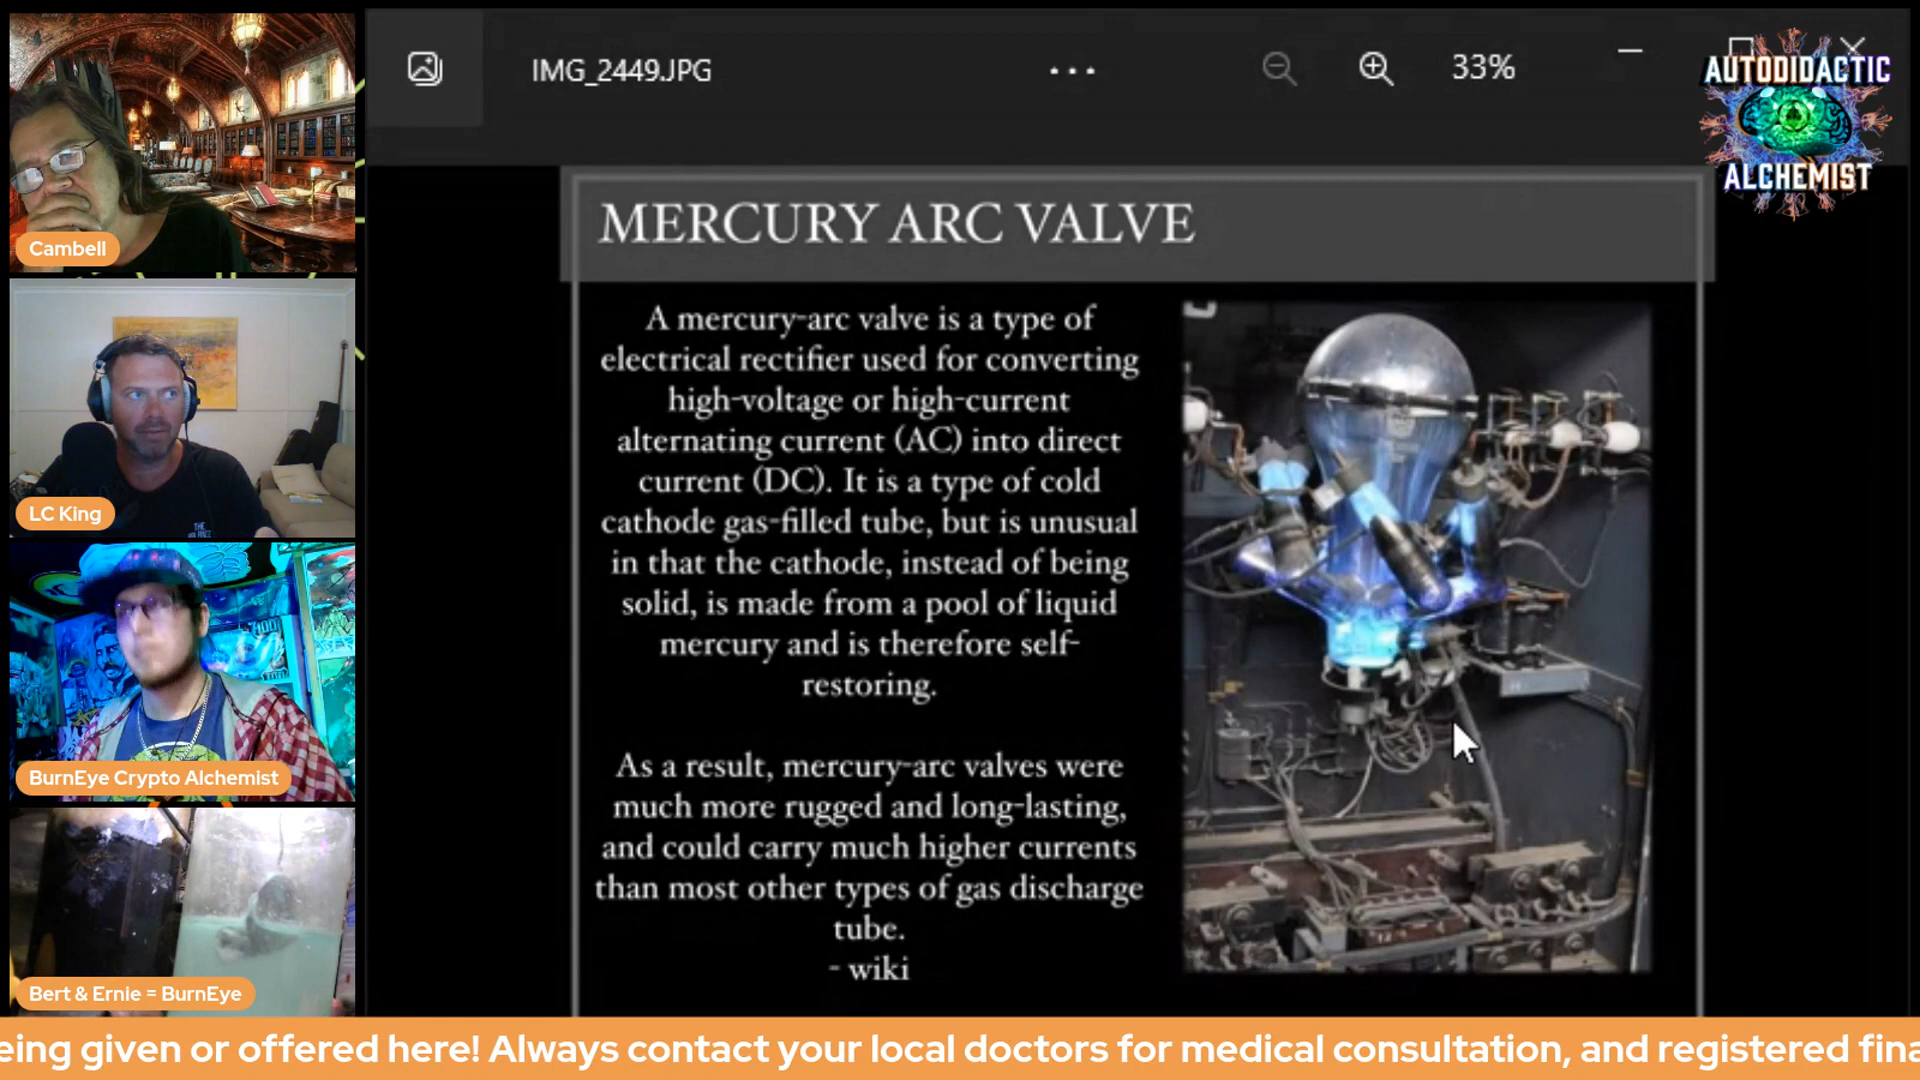 IMG_2449.JPG
33%
AUTODIDACTIC
ALCHEMIST
MERCURY ARC VALVE
A mercury-arc valve is a type of
electrical rectifier used for converting
high-voltage or high-current
alternating current (AC) into direct
current (DC). It is a type of cold
cathode gas-filled tube, but is unusual
in that the cathode, instead of being
solid, is made from a pool of liquid
mercury and is therefore self-
restoring.
As a result, mercury-arc valves were
much more rugged and long-lasting,
and could carry much higher currents
than most other types of gas discharge
tube.
- wiki
Cambell
LC King
BurnEye Crypto Alchemist
Bert & Ernie = BurnEye
eing given or offered here! Always contact your local doctors for medical consultation, and registered fina